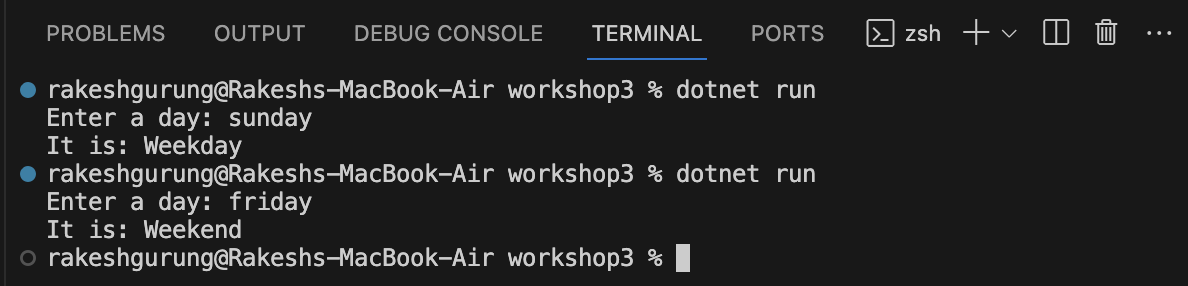 PROBLEMS OUTPUT DEBUG CONSOLE TERMINAL PORTS zsh
rakeshgurung@Rakeshs-MacBook-Air workshop3 % dotnet run
Enter a day: sunday
It is: Weekday
rakeshgurung@Rakeshs-MacBook-Air workshop3 % dotnet run
Enter a day: friday
It is: Weekend
rakeshgurung@Rakeshs-MacBook-Air workshop3 %